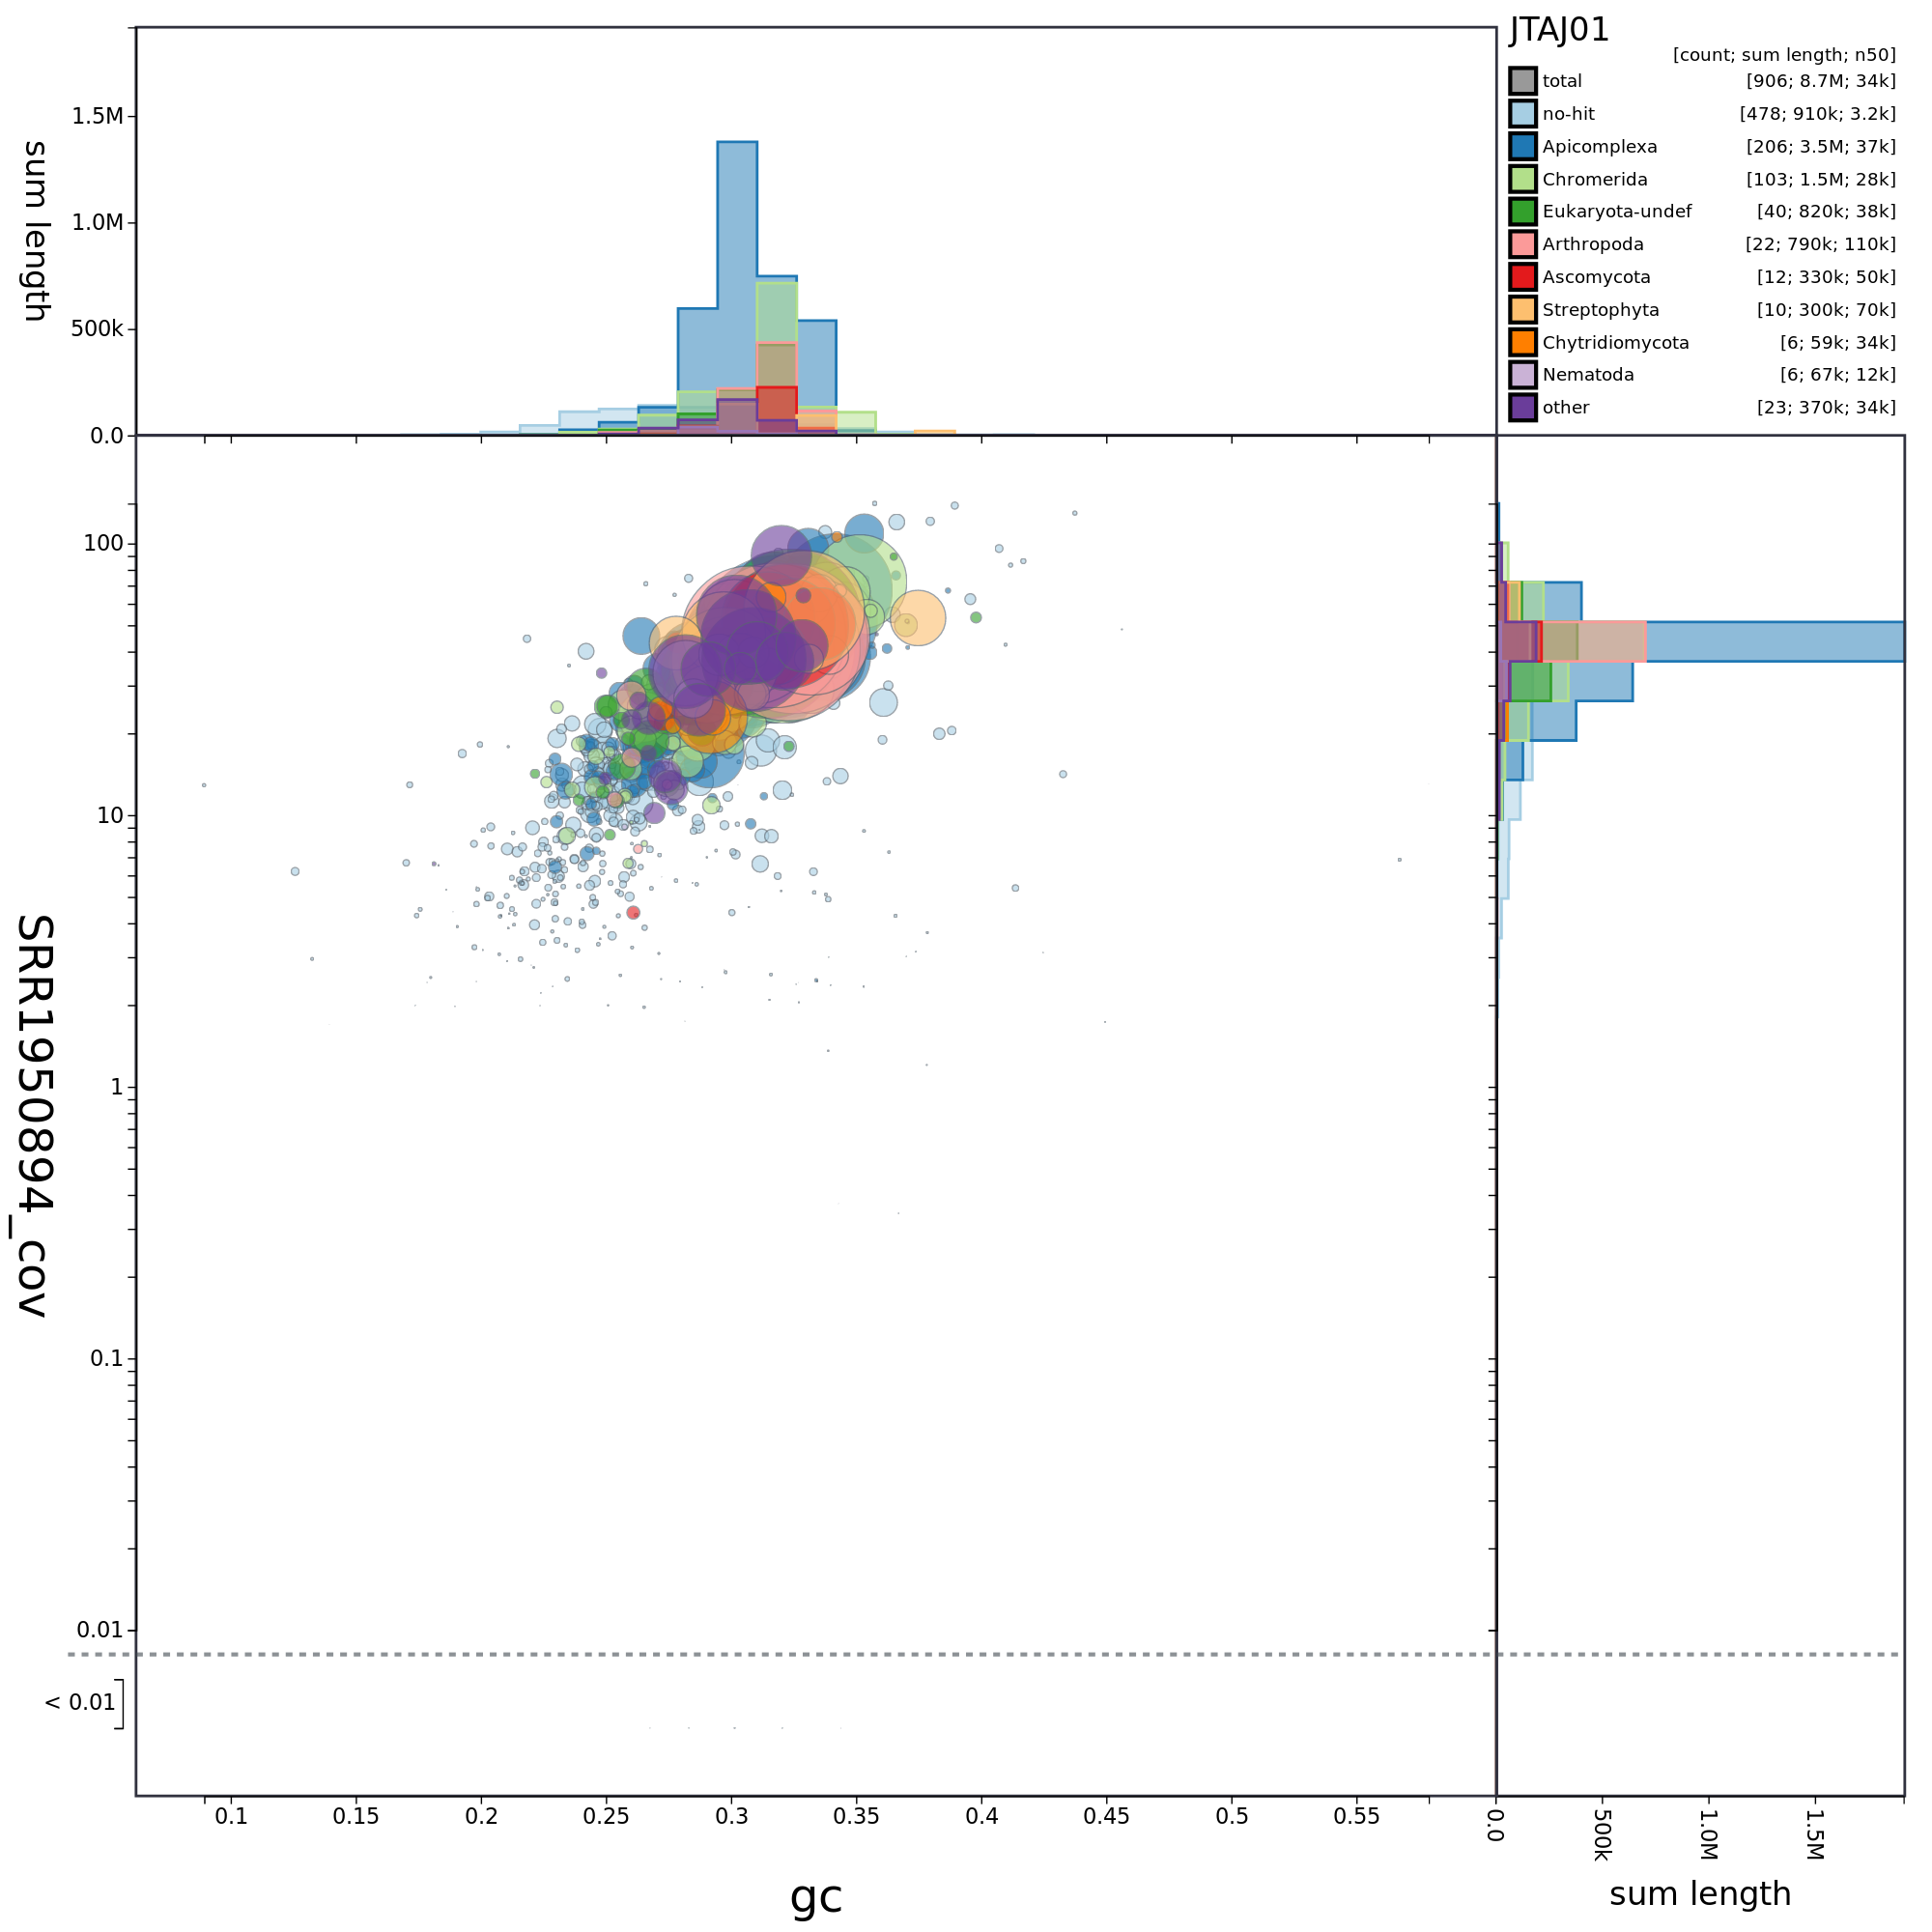 JTAJ01
[count; sum length; n50]
total [906; 8.7M; 34k]
no-hit [478; 910k; 3.2k]
Apicomplexa [206; 3.5M; 37k]
Chromerida [103; 1.5M; 28k]
Eukaryota-undef [40; 820k; 38k]
Arthropoda [22; 790k; 110k]
Ascomycota [12; 330k; 50k]
Streptophyta [10; 300k; 70k]
Chytridiomycota [6; 59k; 34k]
Nematoda [6; 67k; 12k]
other [23; 370k; 34k]
sum length
1.5M
1.0M
500k
0.0
SRR1950894_cov
100
10
1
0.1
0.01
< 0.01
0.1 0.15 0.2 0.25 0.3 0.35 0.4 0.45 0.5 0.55
gc
0.0 500k 1.0M 1.5M
sum length